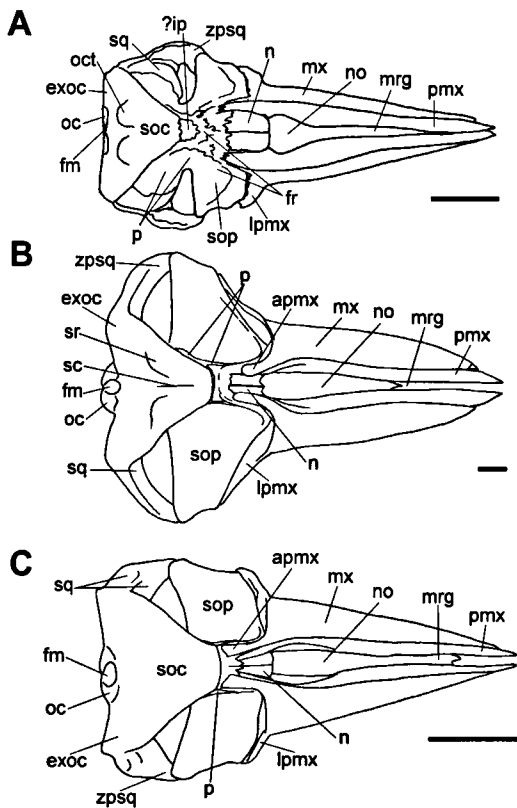 A
?ip
zpsq
sq
oct
n
mx
no
mrg
pmx
exoc
oc
soc
fm
fr
p
sop
lpmx
B
zpsq
p
exoc
apmx
mx
no
mrg
pmx
sr
sc
fm
oc
sop
n
sq
lpmx
C
apmx
mx
no
mrg
pmx
sq
sop
fm
soc
oc
n
exoc
lpmx
zpsq
p